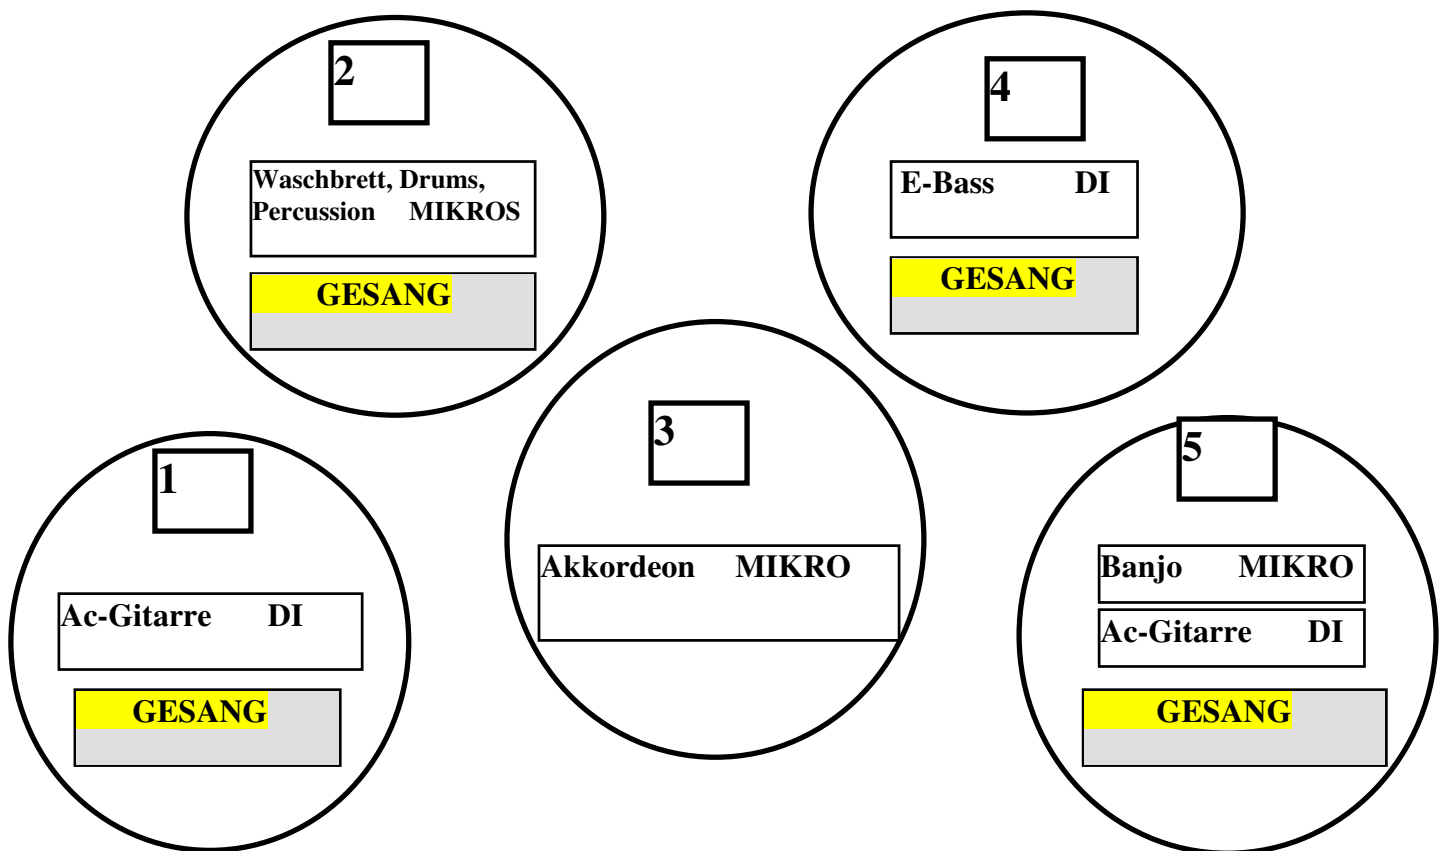 2
Waschbrett, Drums,
Percussion MIKROS
GESANG
4
E-Bass DI
GESANG
1
Ac-Gitarre DI
GESANG
3
Akkordeon MIKRO
5
Banjo MIKRO
Ac-Gitarre DI
GESANG